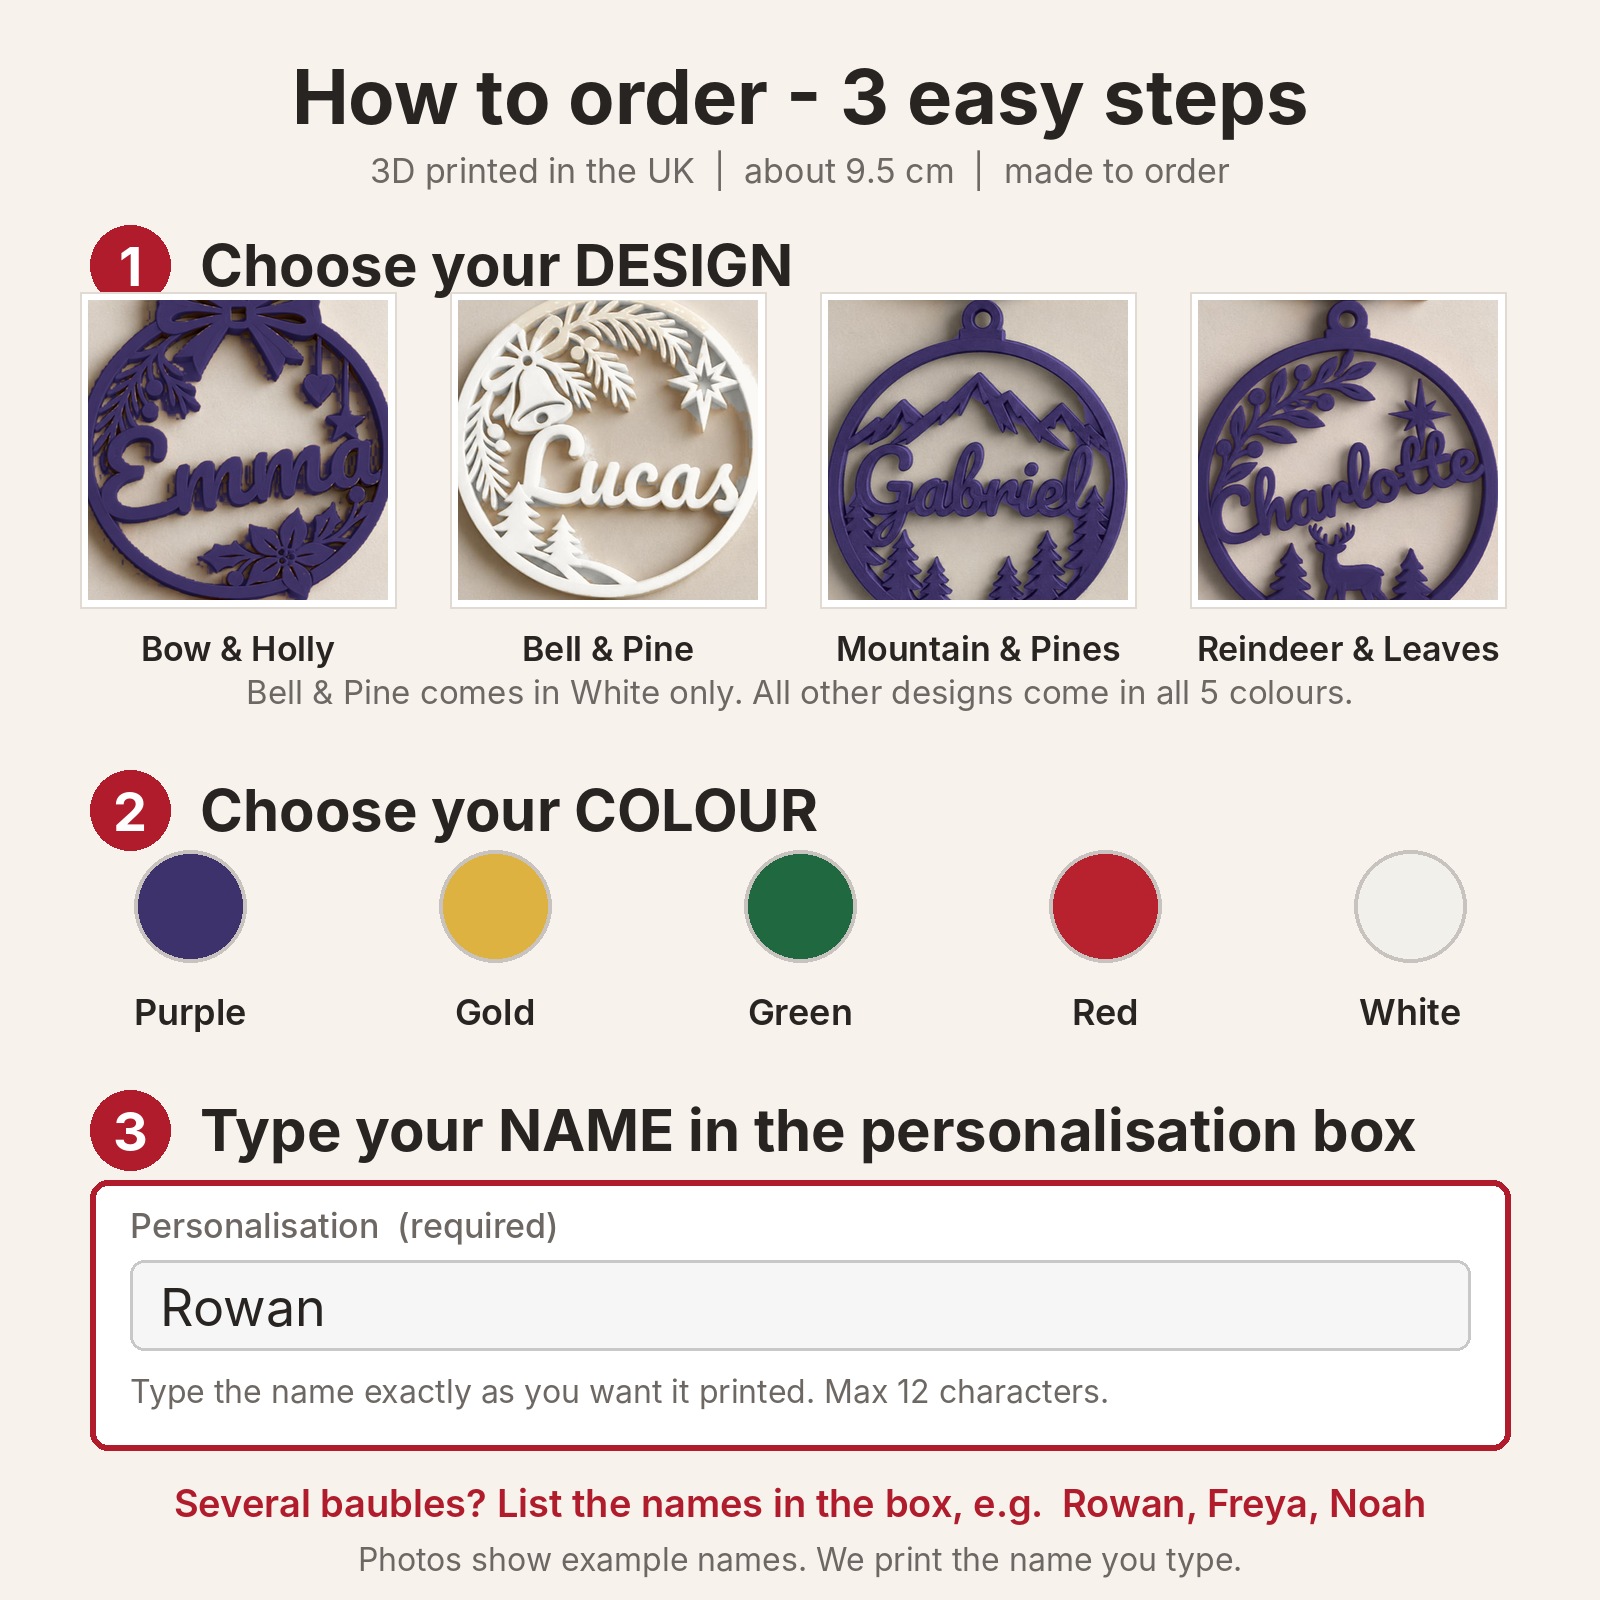 How to order - 3 easy steps
3D printed in the UK | about 9.5 cm | made to order
1 Choose your DESIGN
Emma
Lucas
Gabriel
Charlotte
Bow & Holly
Bell & Pine
Mountain & Pines
Reindeer & Leaves
Bell & Pine comes in White only. All other designs come in all 5 colours.
2 Choose your COLOUR
Purple
Gold
Green
Red
White
3 Type your NAME in the personalisation box
Personalisation (required)
Rowan
Type the name exactly as you want it printed. Max 12 characters.
Several baubles? List the names in the box, e.g. Rowan, Freya, Noah
Photos show example names. We print the name you type.